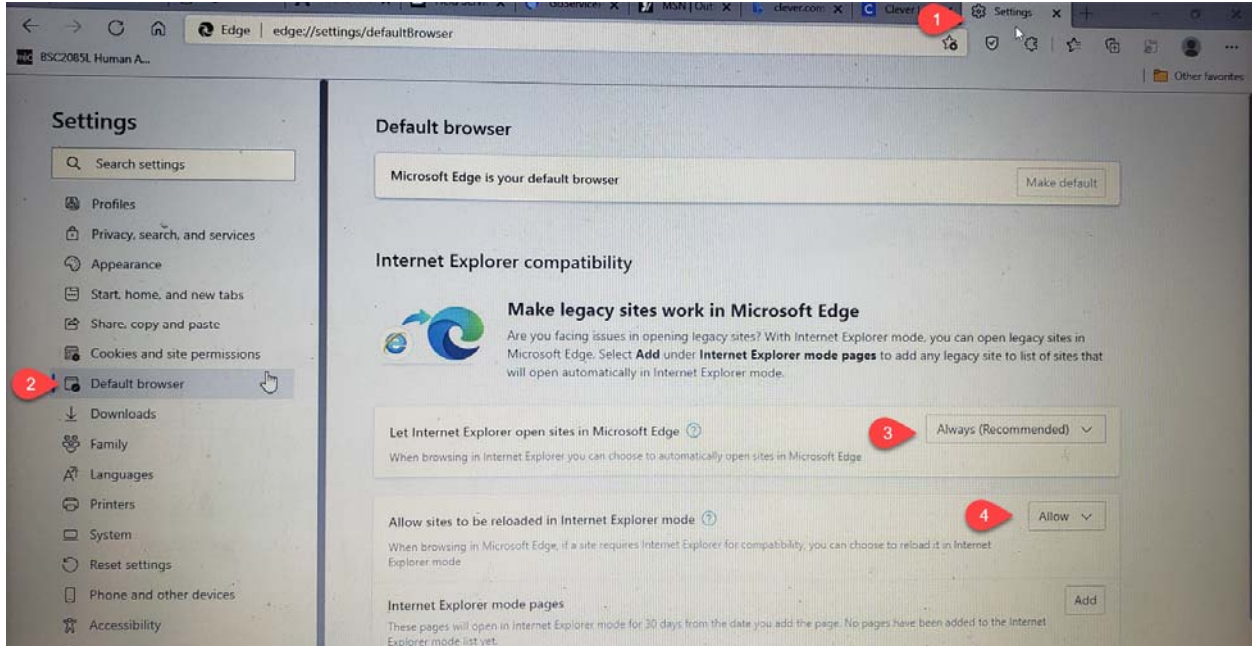 GoServicer X
MSN | Out X
clever.com X
Clever
1
Settings X
Edge | edge://settings/defaultBrowser
BSC2085L Human A...
Other favorites
Settings
Search settings
Profiles
Privacy, search, and services
Appearance
Start, home, and new tabs
Share, copy and paste
Cookies and site permissions
2
Default browser
Downloads
Family
Languages
Printers
System
Reset settings
Phone and other devices
Accessibility
Default browser
Microsoft Edge is your default browser
Make default
Internet Explorer compatibility
Make legacy sites work in Microsoft Edge
Are you facing issues in opening legacy sites? With Internet Explorer mode, you can open legacy sites in
Microsoft Edge. Select Add under Internet Explorer mode pages to add any legacy site to list of sites that
will open automatically in Internet Explorer mode.
Let Internet Explorer open sites in Microsoft Edge
3
Always (Recommended)
When browsing in Internet Explorer you can choose to automatically open sites in Microsoft Edge
Allow sites to be reloaded in Internet Explorer mode
4
Allow
When browsing in Microsoft Edge, if a site requires Internet Explorer for compatibility, you can choose to reload it in Internet
Explorer mode
Internet Explorer mode pages
Add
These pages will open in Internet Explorer mode for 30 days from the date you add the page. No pages have been added to the Internet
Explorer mode list yet.